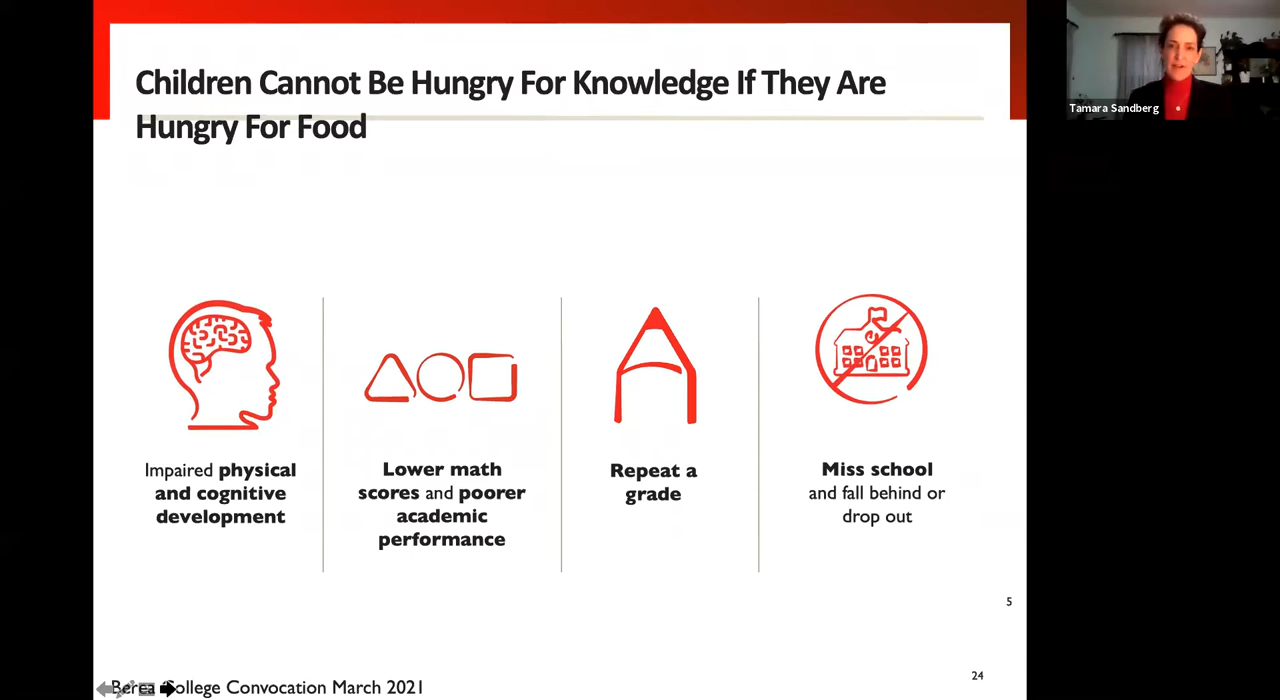 Children Cannot Be Hungry For Knowledge If They Are
Hungry For Food
Tamara Sandberg
Impaired physical
and cognitive
development
Lower math
scores and poorer
academic
performance
Repeat a
grade
Miss school
and fall behind or
drop out
5
24
Berea College Convocation March 2021